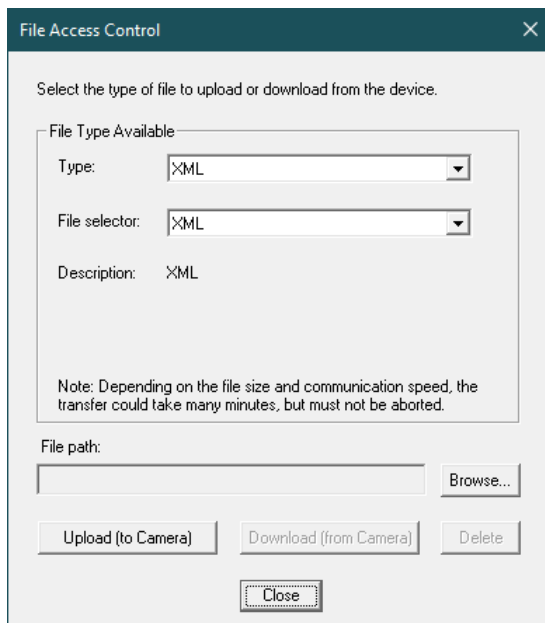 File Access Control
Select the type of file to upload or download from the device.
File Type Available
Type: XML
File selector: XML
Description: XML
Note: Depending on the file size and communication speed, the
transfer could take many minutes, but must not be aborted.
File path:
Browse...
Upload (to Camera) Download (from Camera) Delete
Close